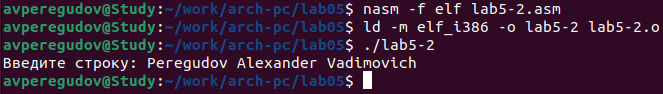 avperegudov@Study:~/work/arch-pc/lab05$ nasm -f elf lab5-2.asm
avperegudov@Study:~/work/arch-pc/lab05$ ld -m elf_i386 -o lab5-2 lab5-2.o
avperegudov@Study:~/work/arch-pc/lab05$ ./lab5-2
Введите строку: Peregudov Alexander Vadimovich
avperegudov@Study:~/work/arch-pc/lab05$